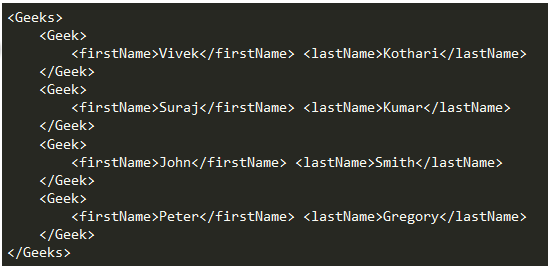 <Geeks>
<Geek>
<firstName>Vivek</firstName> <lastName>Kothari</lastName>
</Geek>
<Geek>
<firstName>Suraj</firstName> <lastName>Kumar</lastName>
</Geek>
<Geek>
<firstName>John</firstName> <lastName>Smith</lastName>
</Geek>
<Geek>
<firstName>Peter</firstName> <lastName>Gregory</lastName>
</Geek>
</Geeks>